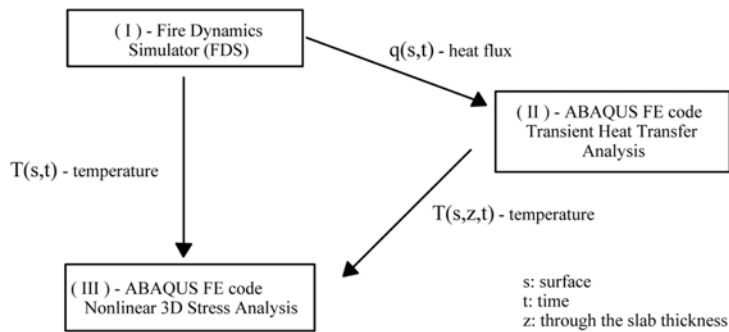 ( I ) - Fire Dynamics
Simulator (FDS)
q(s,t) - heat flux
( II ) - ABAQUS FE code
Transient Heat Transfer
Analysis
T(s,t) - temperature
T(s,z,t) - temperature
( III ) - ABAQUS FE code
Nonlinear 3D Stress Analysis
s: surface
t: time
z: through the slab thickness